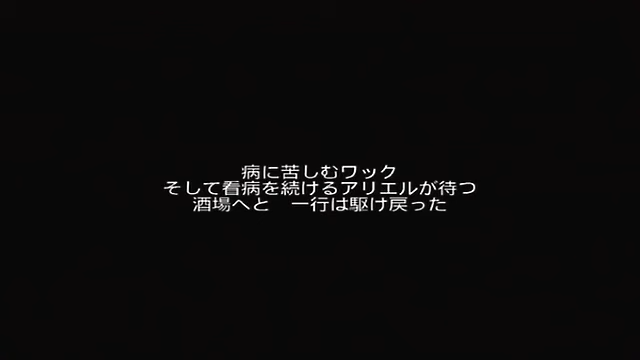 病に苦しむワック
そして看病を続けるアリエルが待つ
酒場へと　一行は駆け戻った